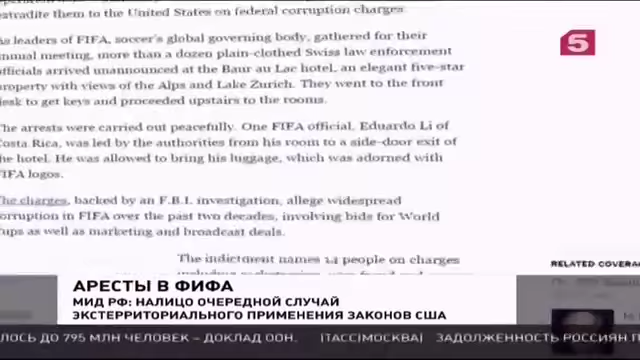 extradite them to the United States on federal corruption charges.
As leaders of FIFA, soccer's global governing body, gathered for their
annual meeting, more than a dozen plain-clothed Swiss law enforcement
officials arrived unannounced at the Baur au Lac hotel, an elegant five-star
property with views of the Alps and Lake Zurich. They went to the front
desk to get keys and proceeded upstairs to the rooms.
The arrests were carried out peacefully. One FIFA official, Eduardo Li of
Costa Rica, was led by the authorities from his room to a side-door exit of
the hotel. He was allowed to bring his luggage, which was adorned with
FIFA logos.
The charges, backed by an F.B.I. investigation, allege widespread
corruption in FIFA over the past two decades, involving bids for World
Cups as well as marketing and broadcast deals.
The indictment names 14 people on charges
5
RELATED COVERA
АРЕСТЫ В ФИФА
МИД РФ: НАЛИЦО ОЧЕРЕДНОЙ СЛУЧАЙ
ЭКСТЕРРИТОРИАЛЬНОГО ПРИМЕНЕНИЯ ЗАКОНОВ США
ЛОСЬ ДО 795 МЛН ЧЕЛОВЕК – ДОКЛАД ООН. (ТАСС/МОСКВА) ЗАДОЛЖЕННОСТЬ РОССИЯН П